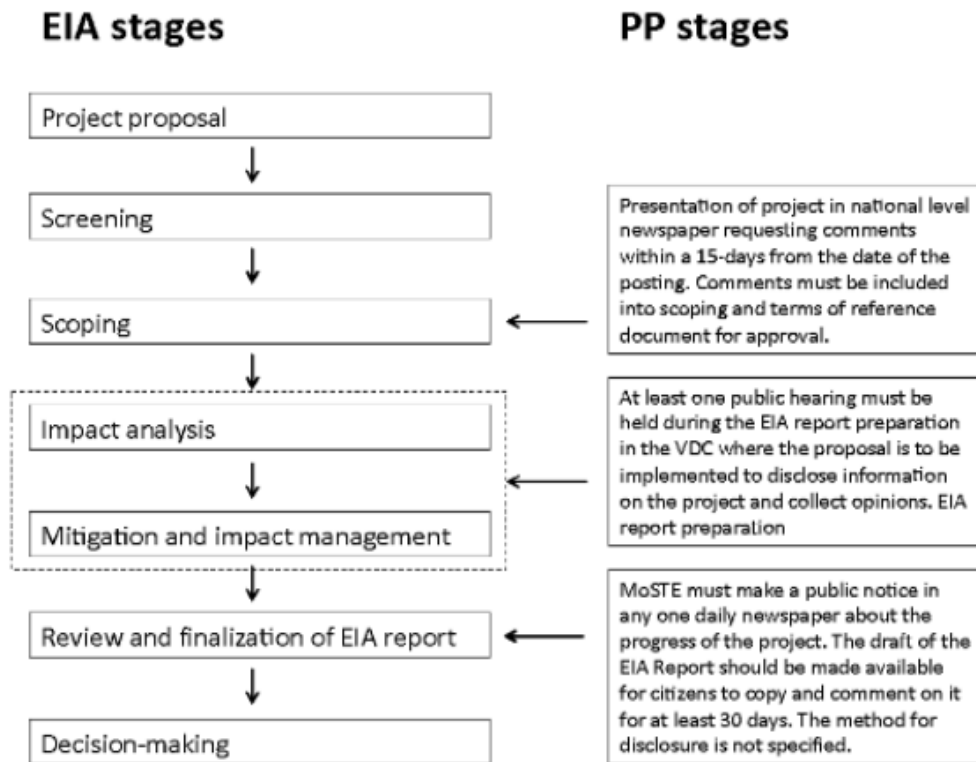 EIA stages
PP stages
Project proposal
Screening
Scoping
Impact analysis
Mitigation and impact management
Review and finalization of EIA report
Decision-making
Presentation of project in national level
newspaper requesting comments
within a 15-days from the date of the
posting. Comments must be included
into scoping and terms of reference
document for approval.
At least one public hearing must be
held during the EIA report preparation
in the VDC where the proposal is to be
implemented to disclose information
on the project and collect opinions. EIA
report preparation
MoSTE must make a public notice in
any one daily newspaper about the
progress of the project. The draft of the
EIA Report should be made available
for citizens to copy and comment on it
for at least 30 days. The method for
disclosure is not specified.